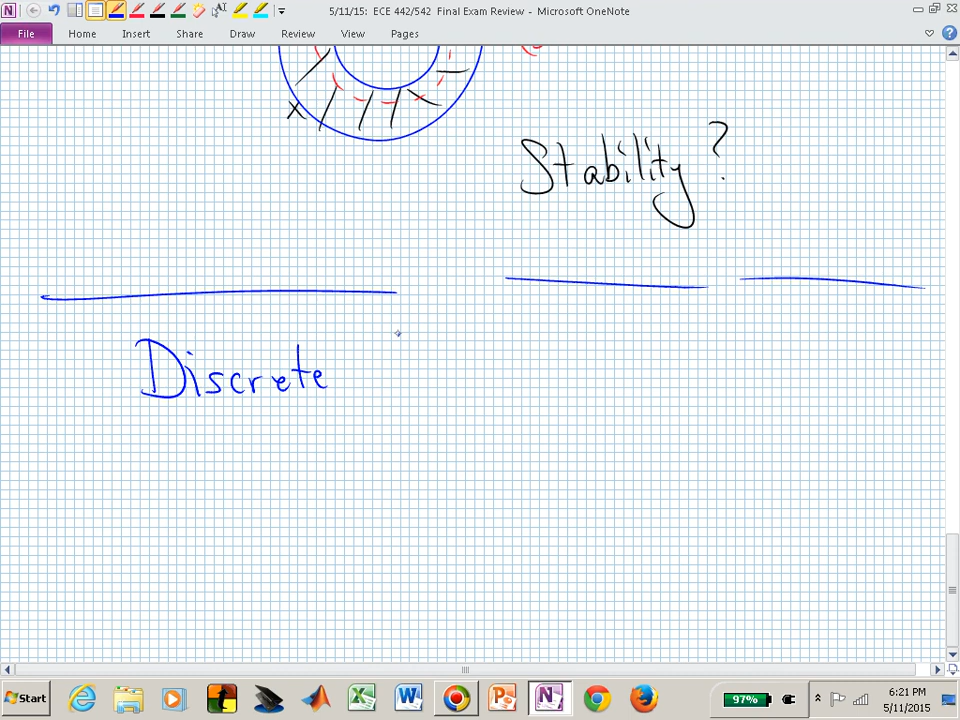 5/11/15: ECE 442/542 Final Exam Review - Microsoft OneNote
File Home Insert Share Draw Review View Pages
x
Stability?
Discrete
Start
97%
6:21 PM
5/11/2015